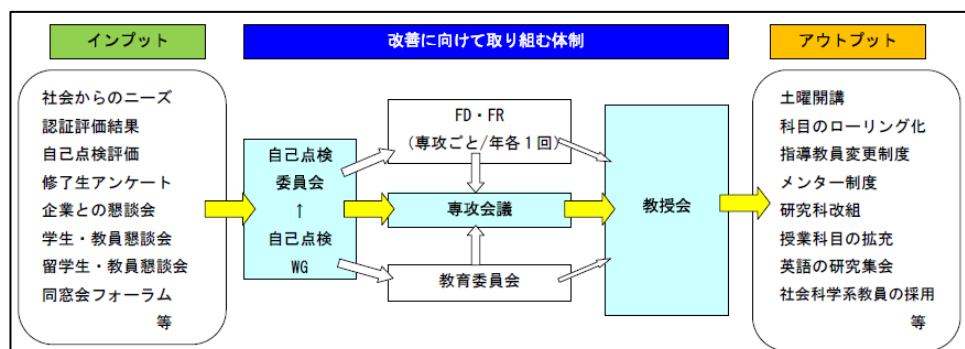 インプット
改善に向けて取り組む体制
アウトプット
社会からのニーズ
認証評価結果
自己点検評価
修了生アンケート
企業との懇談会
学生・教員懇談会
留学生・教員懇談会
同窓会フォーラム
等
自己点検
委員会
↑
自己点検
WG
FD・FR
(専攻ごと/年各1回)
専攻会議
教育委員会
教授会
土曜開講
科目のローリング化
指導教員変更制度
メンター制度
研究科改組
授業科目の拡充
英語の研究集会
社会科学系教員の採用
等